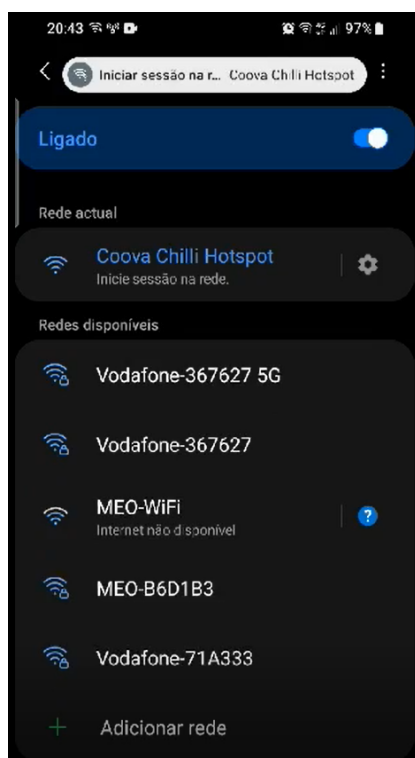 20:43 97%
Iniciar sessão na r... Coova Chilli Hotspot
Ligado
Rede actual
Coova Chilli Hotspot
Inicie sessão na rede.
Redes disponíveis
Vodafone-367627 5G
Vodafone-367627
MEO-WiFi
Internet não disponível
?
MEO-B6D1B3
Vodafone-71A333
+ Adicionar rede